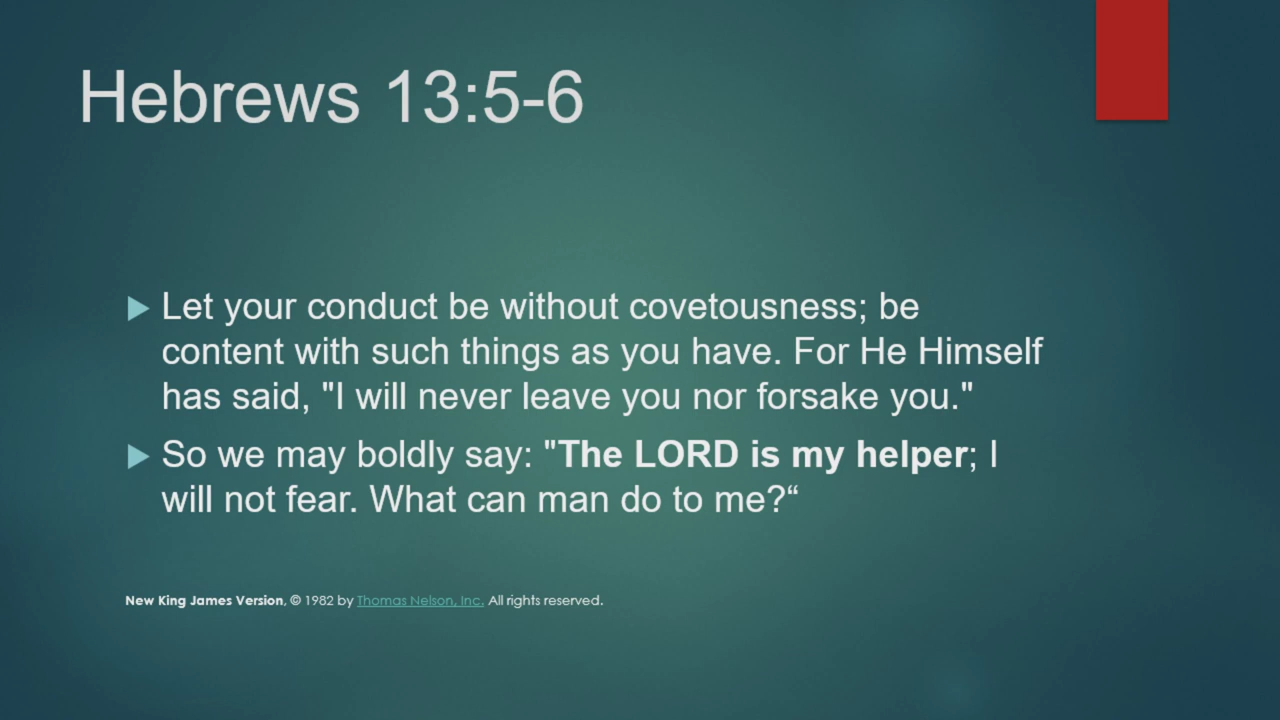 Hebrews 13:5-6
Let your conduct be without covetousness; be
content with such things as you have. For He Himself
has said, "I will never leave you nor forsake you."
So we may boldly say: "The LORD is my helper; I
will not fear. What can man do to me?“
New King James Version, © 1982 by Thomas Nelson, Inc. All rights reserved.